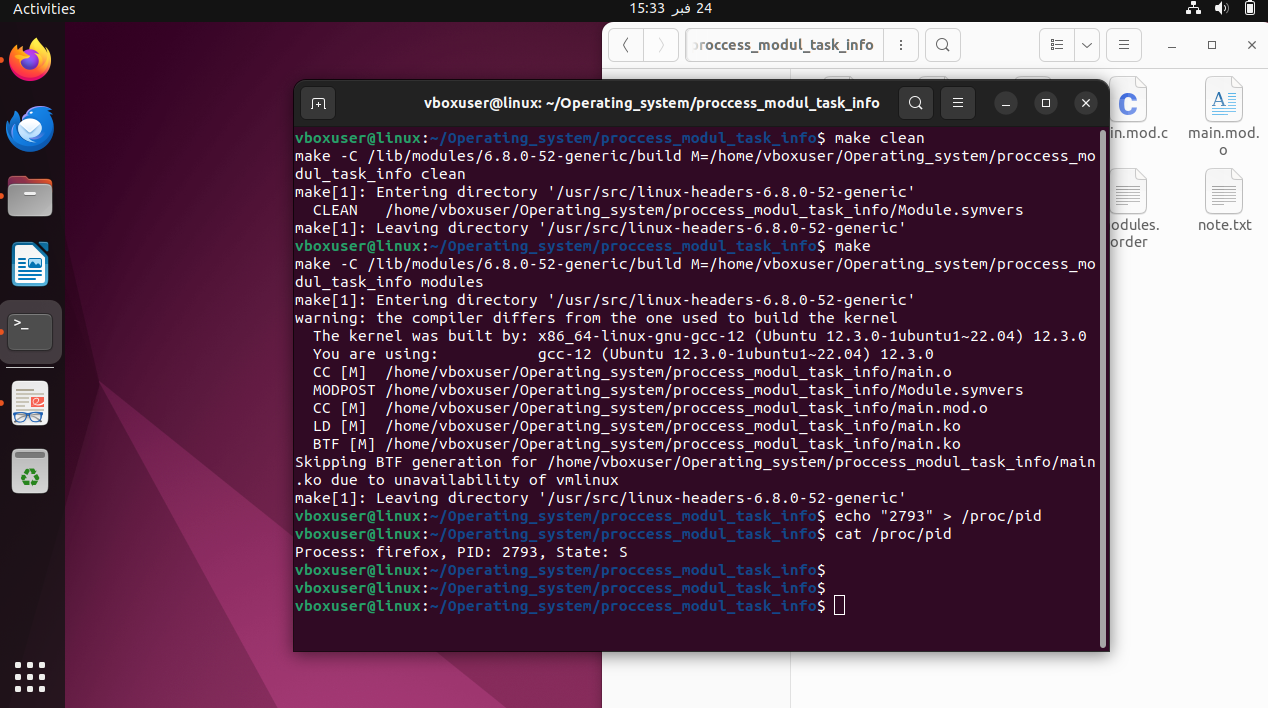 Activities
15:33 24 فبر
proccess_modul_task_info
vboxuser@linux: ~/Operating_system/proccess_modul_task_info
vboxuser@linux:~/Operating_system/proccess_modul_task_info$ make clean
make -C /lib/modules/6.8.0-52-generic/build M=/home/vboxuser/Operating_system/proccess_mo
dul_task_info clean
make[1]: Entering directory '/usr/src/linux-headers-6.8.0-52-generic'
CLEAN /home/vboxuser/Operating_system/proccess_modul_task_info/Module.symvers
make[1]: Leaving directory '/usr/src/linux-headers-6.8.0-52-generic'
vboxuser@linux:~/Operating_system/proccess_modul_task_info$ make
make -C /lib/modules/6.8.0-52-generic/build M=/home/vboxuser/Operating_system/proccess_mo
dul_task_info modules
make[1]: Entering directory '/usr/src/linux-headers-6.8.0-52-generic'
warning: the compiler differs from the one used to build the kernel
The kernel was built by: x86_64-linux-gnu-gcc-12 (Ubuntu 12.3.0-1ubuntu1~22.04) 12.3.0
You are using: gcc-12 (Ubuntu 12.3.0-1ubuntu1~22.04) 12.3.0
CC [M] /home/vboxuser/Operating_system/proccess_modul_task_info/main.o
MODPOST /home/vboxuser/Operating_system/proccess_modul_task_info/Module.symvers
CC [M] /home/vboxuser/Operating_system/proccess_modul_task_info/main.mod.o
LD [M] /home/vboxuser/Operating_system/proccess_modul_task_info/main.ko
BTF [M] /home/vboxuser/Operating_system/proccess_modul_task_info/main.ko
Skipping BTF generation for /home/vboxuser/Operating_system/proccess_modul_task_info/main
.ko due to unavailability of vmlinux
make[1]: Leaving directory '/usr/src/linux-headers-6.8.0-52-generic'
vboxuser@linux:~/Operating_system/proccess_modul_task_info$ echo "2793" > /proc/pid
vboxuser@linux:~/Operating_system/proccess_modul_task_info$ cat /proc/pid
Process: firefox, PID: 2793, State: S
vboxuser@linux:~/Operating_system/proccess_modul_task_info$
vboxuser@linux:~/Operating_system/proccess_modul_task_info$
vboxuser@linux:~/Operating_system/proccess_modul_task_info$
in.mod.c
main.mod.
o
odules.
order
note.txt